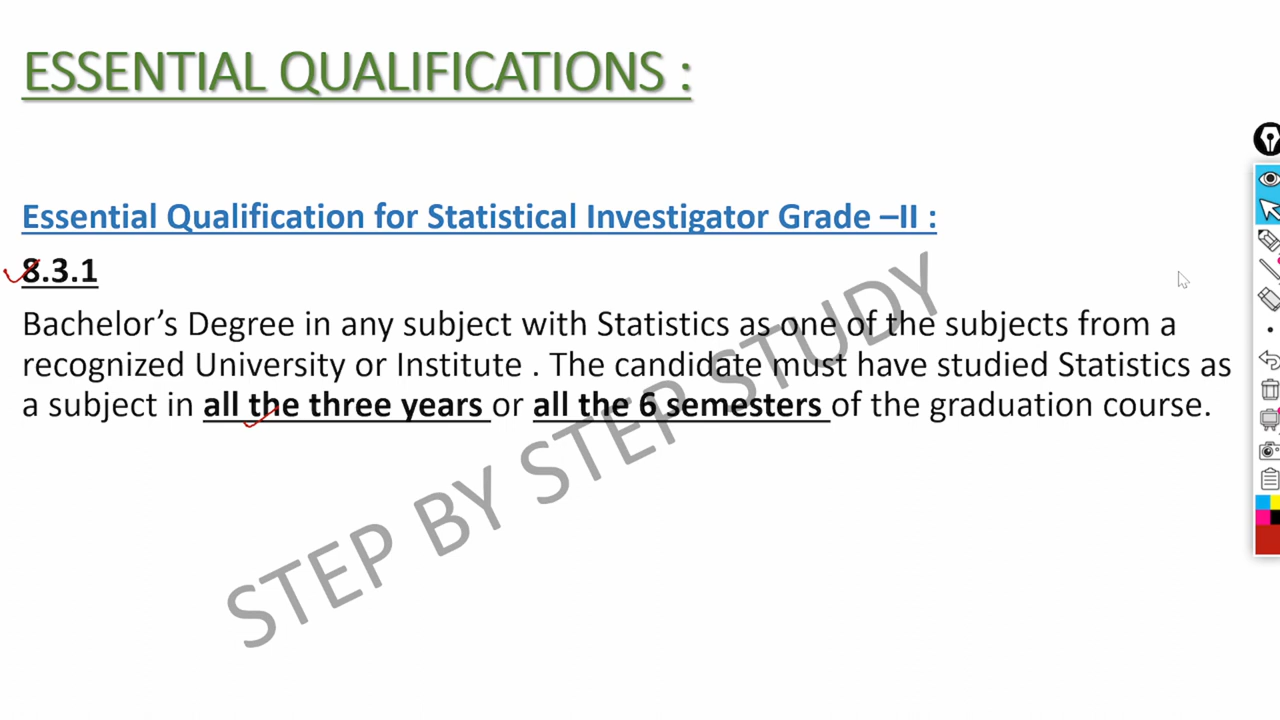 ESSENTIAL QUALIFICATIONS :
Essential Qualification for Statistical Investigator Grade –II :
8.3.1
Bachelor’s Degree in any subject with Statistics as one of the subjects from a
recognized University or Institute . The candidate must have studied Statistics as
a subject in all the three years or all the 6 semesters of the graduation course.
STEP BY STEP STUDY